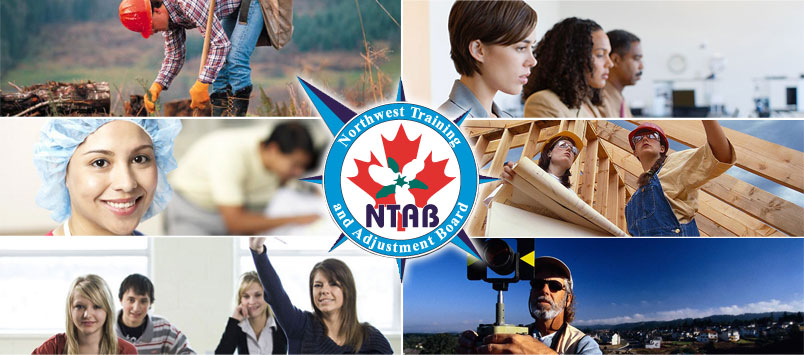 Northwest Training
NTAB
and Adjustment Board